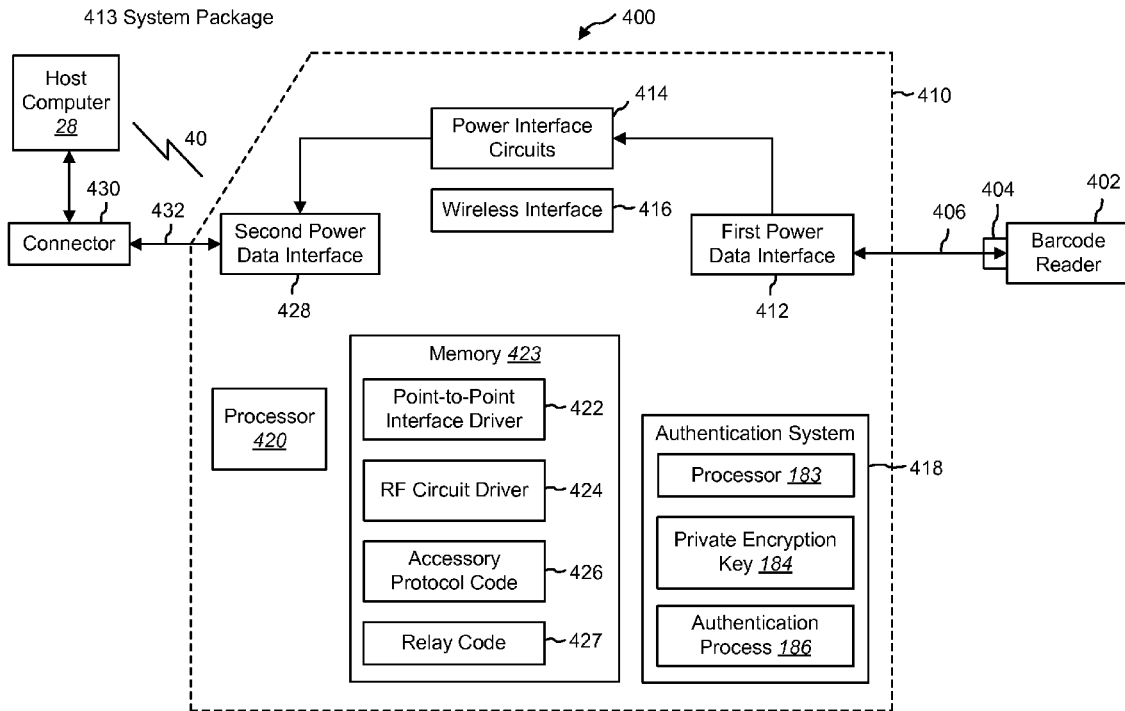 413 System Package
400
Host
Computer
28
40
414
410
Power Interface
Circuits
430
432
404
402
Wireless Interface
416
406
Connector
Second Power
Data Interface
First Power
Data Interface
Barcode
Reader
428
412
Memory 423
Point-to-Point
Interface Driver
422
Processor
420
Authentication System
418
Processor 183
RF Circuit Driver
424
Private Encryption
Key 184
Accessory
Protocol Code
426
Authentication
Process 186
Relay Code
427